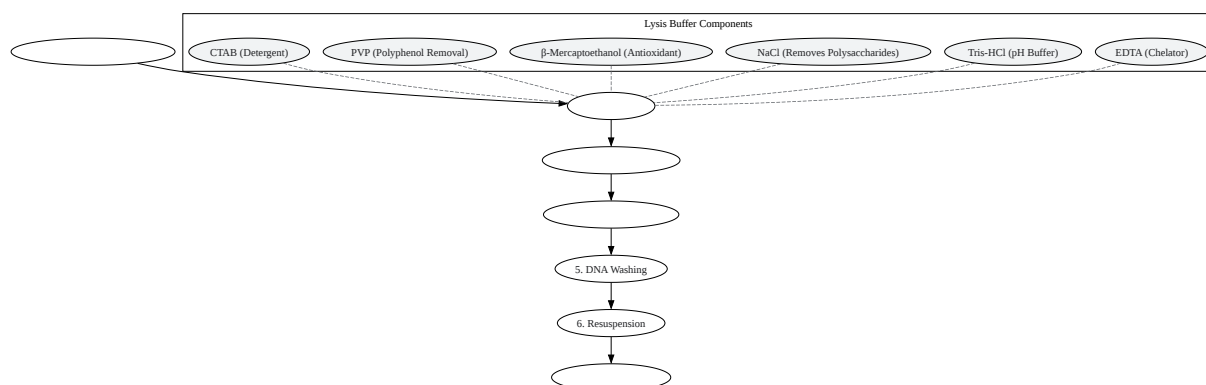 Lysis Buffer Components
CTAB (Detergent)
PVP (Polyphenol Removal)
β-Mercaptoethanol (Antioxidant)
NaCl (Removes Polysaccharides)
Tris-HCl (pH Buffer)
EDTA (Chelator)
5. DNA Washing
6. Resuspension